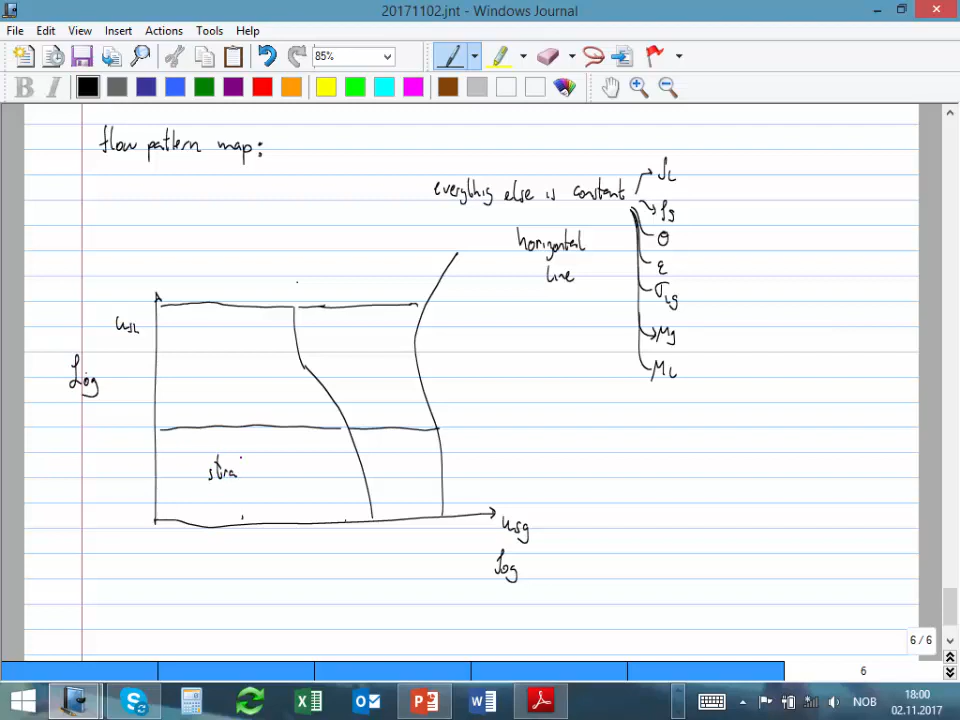 20171102.jnt - Windows Journal
File Edit View Insert Actions Tools Help
85%
B I
flow pattern map:
everything else is constant
ρL
ρg
θ
ε
σLg
μg
μL
horizontal
line
usL
Log
stra
usg
log
6 / 6
6
NOB
18:00
02.11.2017